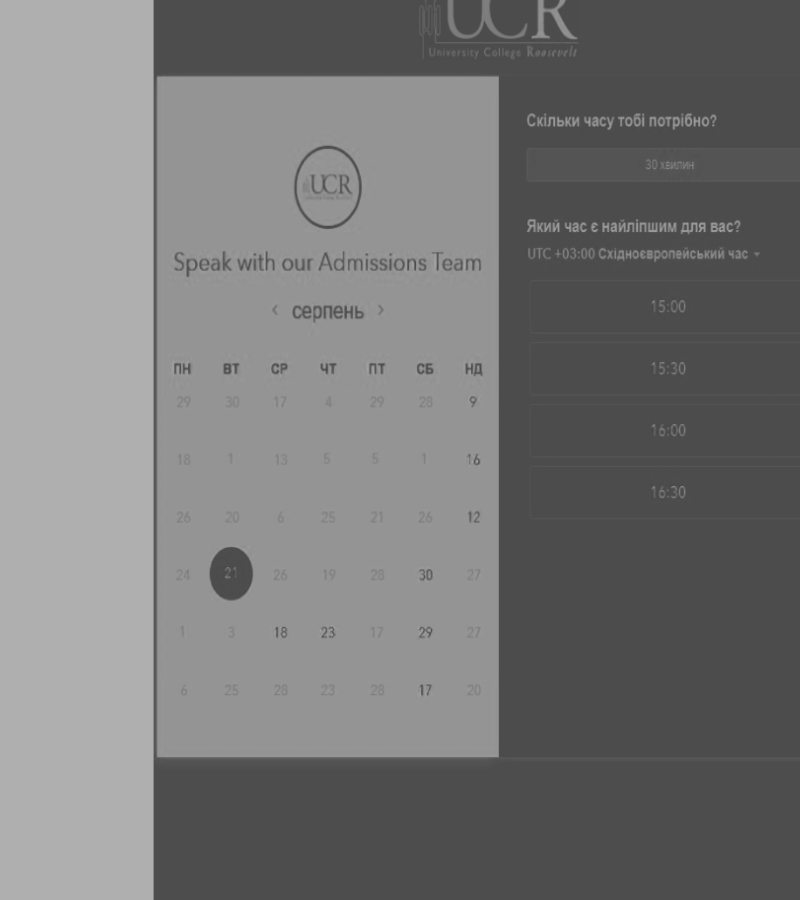 UCR
University College Roosevelt
UCR
Speak with our Admissions Team
‹ серпень ›
ПН ВТ СР ЧТ ПТ СБ НД
29 30 17 4 29 28 9
18 1 13 5 5 1 16
26 20 6 25 21 26 12
24 21 26 19 28 30 27
1 3 18 23 17 29 27
6 25 28 23 28 17 20
Скільки часу тобі потрібно?
30 хвилин
Який час є найліпшим для вас?
UTC +03:00 Східноєвропейський час
15:00
15:30
16:00
16:30